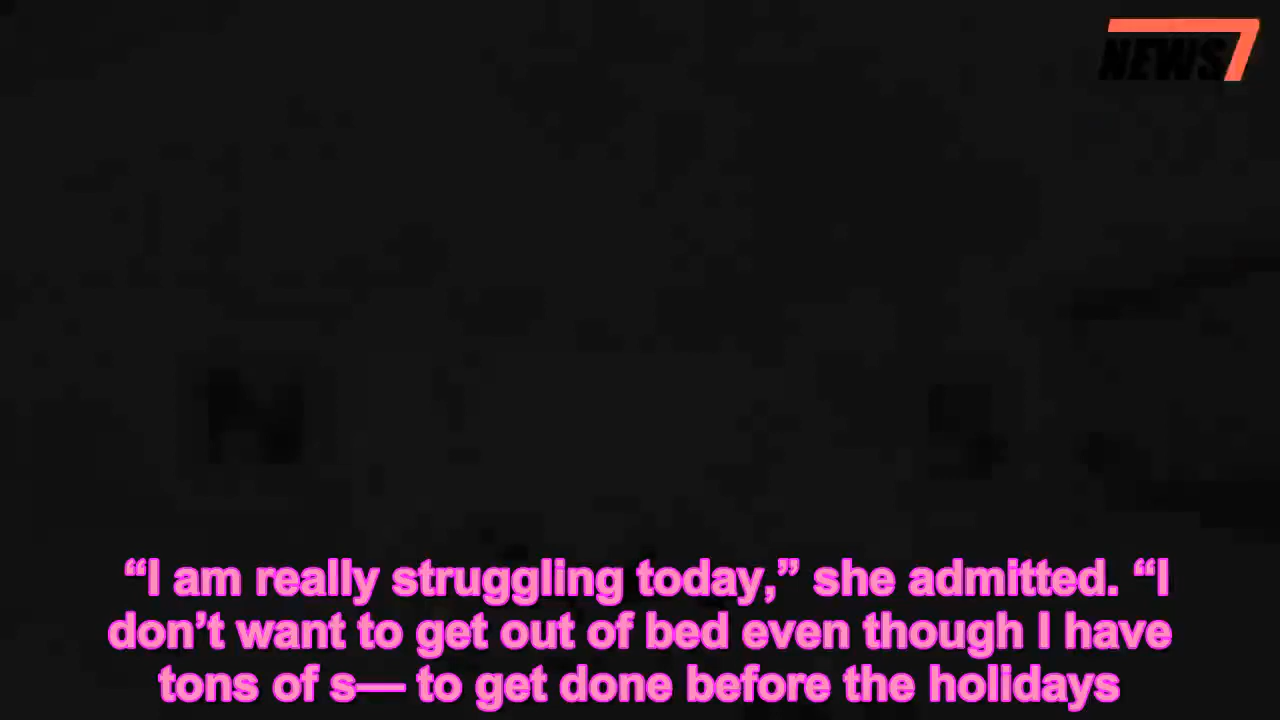 NEWS7
“I am really struggling today,” she admitted. “I
don’t want to get out of bed even though I have
tons of s— to get done before the holidays